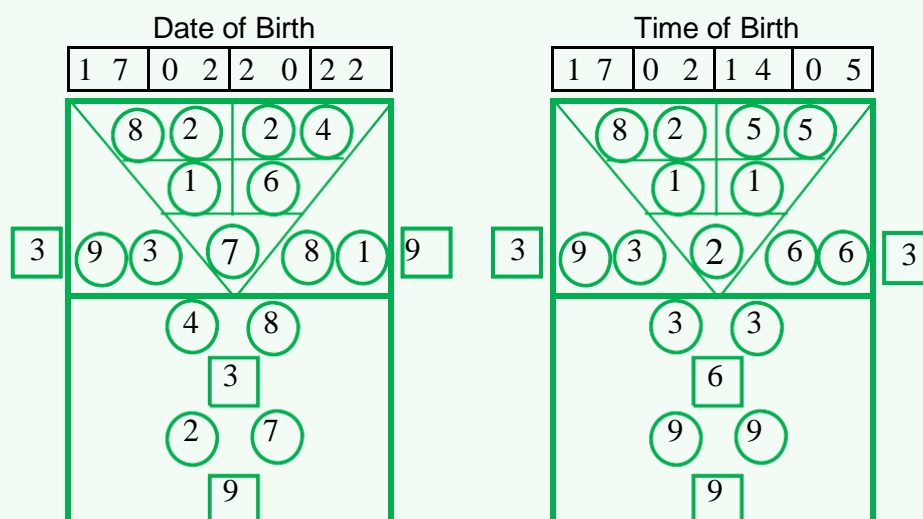 Date of Birth Time of Birth
1 7 0 2 2 0 2 2 1 7 0 2 1 4 0 5
8 2 2 4 8 2 5 5
1 6 1 1
3 9 3 7 8 1 9 3 9 3 2 6 6 3
4 8 3 3
3 6
2 7 9 9
9 9